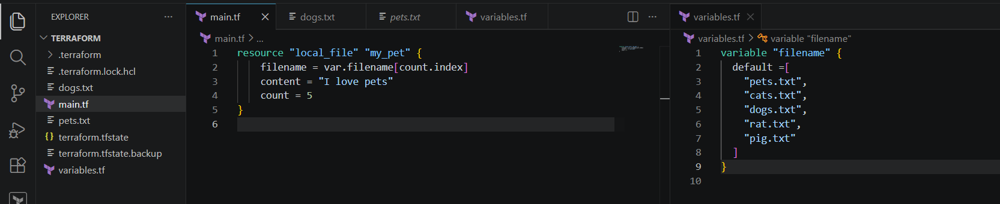 EXPLORER ...
TERRAFORM
.terraform
.terraform.lock.hcl
dogs.txt
main.tf
pets.txt
{} terraform.tfstate
terraform.tfstate.backup
variables.tf
main.tf dogs.txt pets.txt variables.tf ...
main.tf > ...
1 resource "local_file" "my_pet" {
2 filename = var.filename[count.index]
3 content = "I love pets"
4 count = 5
5 }
6
variables.tf
variables.tf > variable "filename"
1 variable "filename" {
2 default =[
3 "pets.txt",
4 "cats.txt",
5 "dogs.txt",
6 "rat.txt",
7 "pig.txt"
8 ]
9 }
10